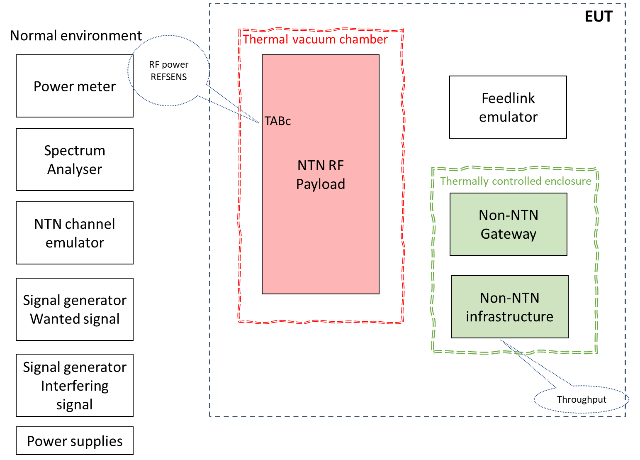 EUT
Normal environment
Power meter
Spectrum
Analyser
NTN channel
emulator
Signal generator
Wanted signal
Signal generator
Interfering
signal
Power supplies
RF power
REFSENS
Thermal vacuum chamber
TABc
NTN RF
Payload
Feedlink
emulator
Thermally controlled enclosure
Non-NTN
Gateway
Non-NTN
infrastructure
Throughput